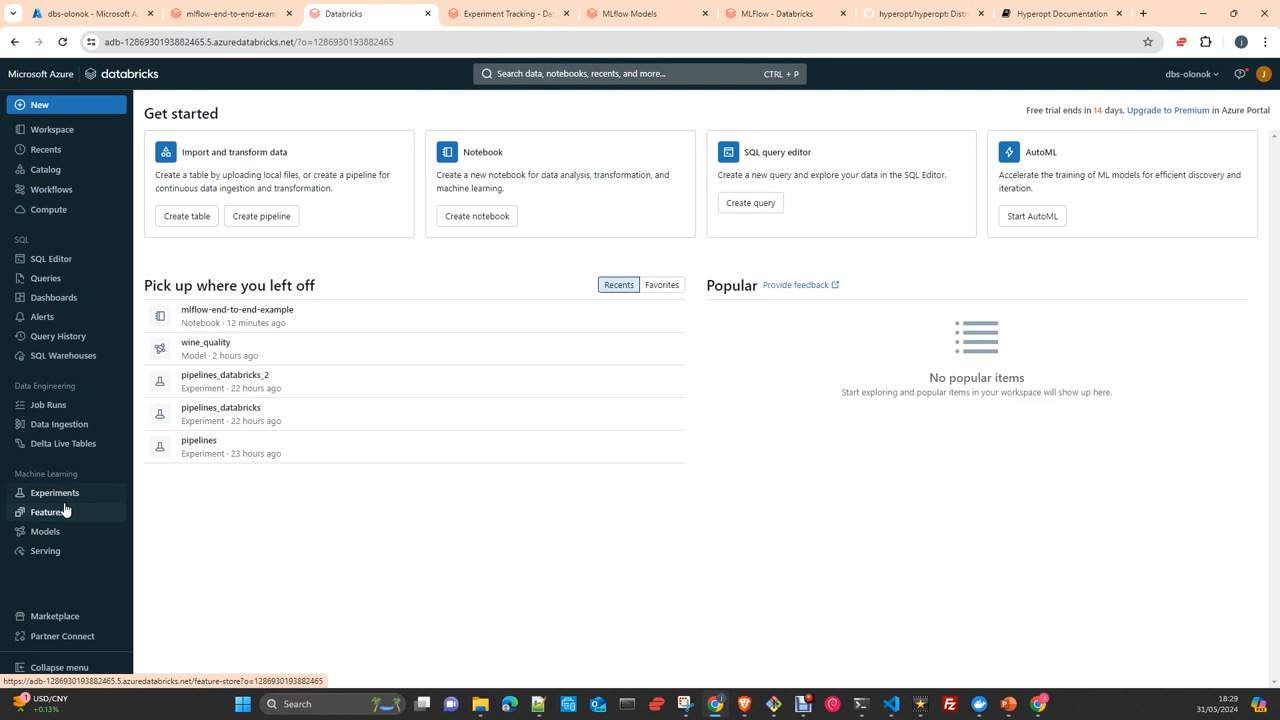 dbs-olonok - Microsoft A
mlflow-end-to-end-exam
Databricks
Experiment Tracking - Da
MLflow Models
MLFlow - Databricks
hyperopt/hyperopt: Distr
Hyperopt Documentation
adb-1286930193882465.5.azuredatabricks.net/?o=1286930193882465
Microsoft Azure databricks
Search data, notebooks, recents, and more...
CTRL + P
dbs-olonok
J
New
Workspace
Recents
Catalog
Workflows
Compute
SQL
SQL Editor
Queries
Dashboards
Alerts
Query History
SQL Warehouses
Data Engineering
Job Runs
Data Ingestion
Delta Live Tables
Machine Learning
Experiments
Models
Serving
Marketplace
Partner Connect
Collapse menu
Get started
Free trial ends in 14 days. Upgrade to Premium in Azure Portal
Import and transform data
Create a table by uploading local files, or create a pipeline for
continuous data ingestion and transformation.
Create table
Create pipeline
Notebook
Create a new notebook for data analysis, transformation, and
machine learning.
Create notebook
SQL query editor
Create a new query and explore your data in the SQL Editor.
Create query
AutoML
Accelerate the training of ML models for efficient discovery and
iteration.
Start AutoML
Pick up where you left off
Recents
Favorites
mlflow-end-to-end-example
Notebook · 12 minutes ago
wine_quality
Model · 2 hours ago
pipelines_databricks_2
Experiment · 22 hours ago
pipelines_databricks
Experiment · 22 hours ago
pipelines
Experiment · 23 hours ago
Popular
Provide feedback
No popular items
Start exploring and popular items in your workspace will show up here.
https://adb-1286930193882465.5.azuredatabricks.net/feature-store?o=1286930193882465
USD/CNY
+0.13%
Search
18:29
31/05/2024